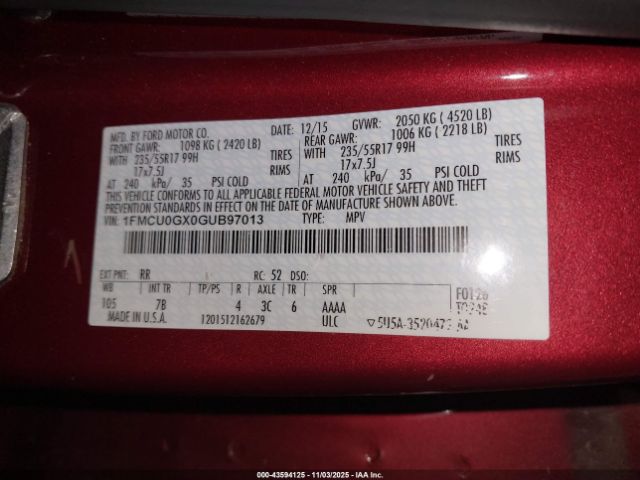 MFD. BY FORD MOTOR CO. DATE: 12/15 GVWR: 2050 KG ( 4520 LB)
FRONT GAWR: 1098 KG ( 2420 LB) REAR GAWR: 1006 KG ( 2218 LB)
WITH 235/55R17 99H TIRES WITH 235/55R17 99H TIRES
17x7.5J RIMS 17x7.5J RIMS
AT 240 kPa/ 35 PSI COLD AT 240 kPa/ 35 PSI COLD
THIS VEHICLE CONFORMS TO ALL APPLICABLE FEDERAL MOTOR VEHICLE SAFETY AND THEFT
PREVENTION STANDARDS IN EFFECT ON THE DATE OF MANUFACTURE SHOWN ABOVE.
VIN: 1FMCU0GX0GUB97013 TYPE: MPV
EXT PNT: RR RC: 52 DSO:
WB INT TR TP/PS R AXLE TR SPR
105 7B 4 3C 6 AAAA
MADE IN U.S.A. 1201512162679 ULC
000-43594125 - 11/03/2025 - IAA Inc.